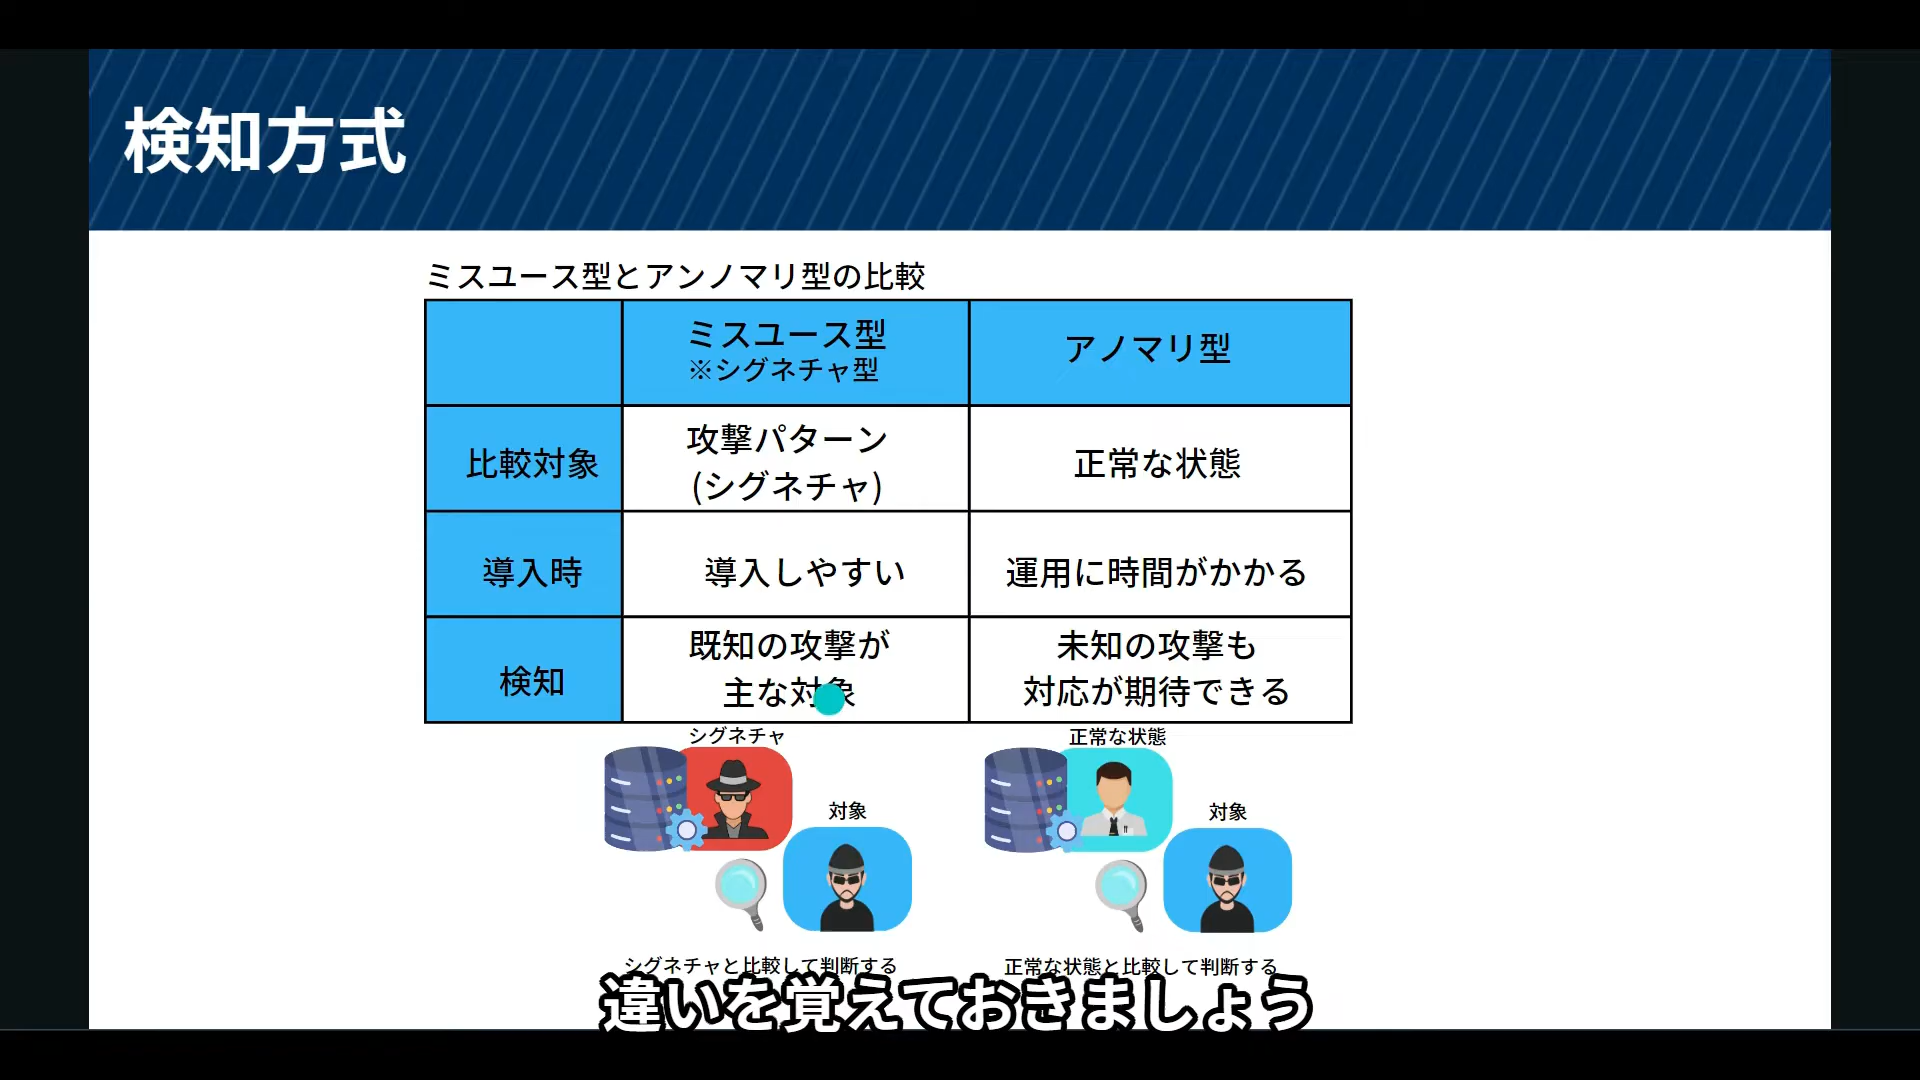 検知方式
ミスユース型とアンノマリ型の比較
ミスユース型
※シグネチャ型
アノマリ型
比較対象
攻撃パターン
(シグネチャ)
正常な状態
導入時
導入しやすい
運用に時間がかかる
検知
既知の攻撃が
主な対象
未知の攻撃も
対応が期待できる
シグネチャ
対象
シグネチャと比較して判断する
正常な状態
対象
正常な状態と比較して判断する
違いを覚えておきましょう